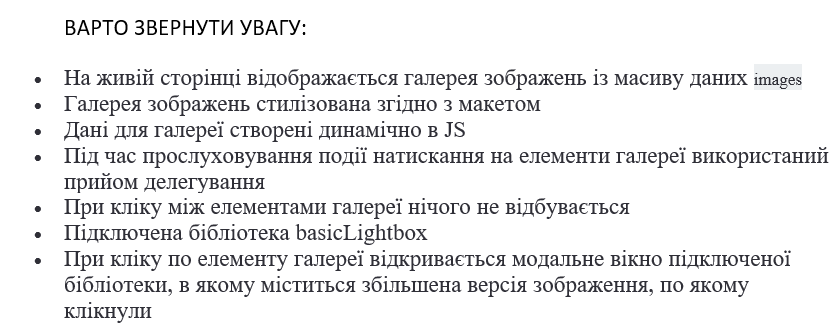 ВАРТО ЗВЕРНУТИ УВАГУ:
• На живій сторінці відображається галерея зображень із масиву даних images
• Галерея зображень стилізована згідно з макетом
• Дані для галереї створені динамічно в JS
• Під час прослуховування події натискання на елементи галереї використаний
прийом делегування
• При кліку між елементами галереї нічого не відбувається
• Підключена бібліотека basicLightbox
• При кліку по елементу галереї відкривається модальне вікно підключеної
бібліотеки, в якому міститься збільшена версія зображення, по якому
клікнули